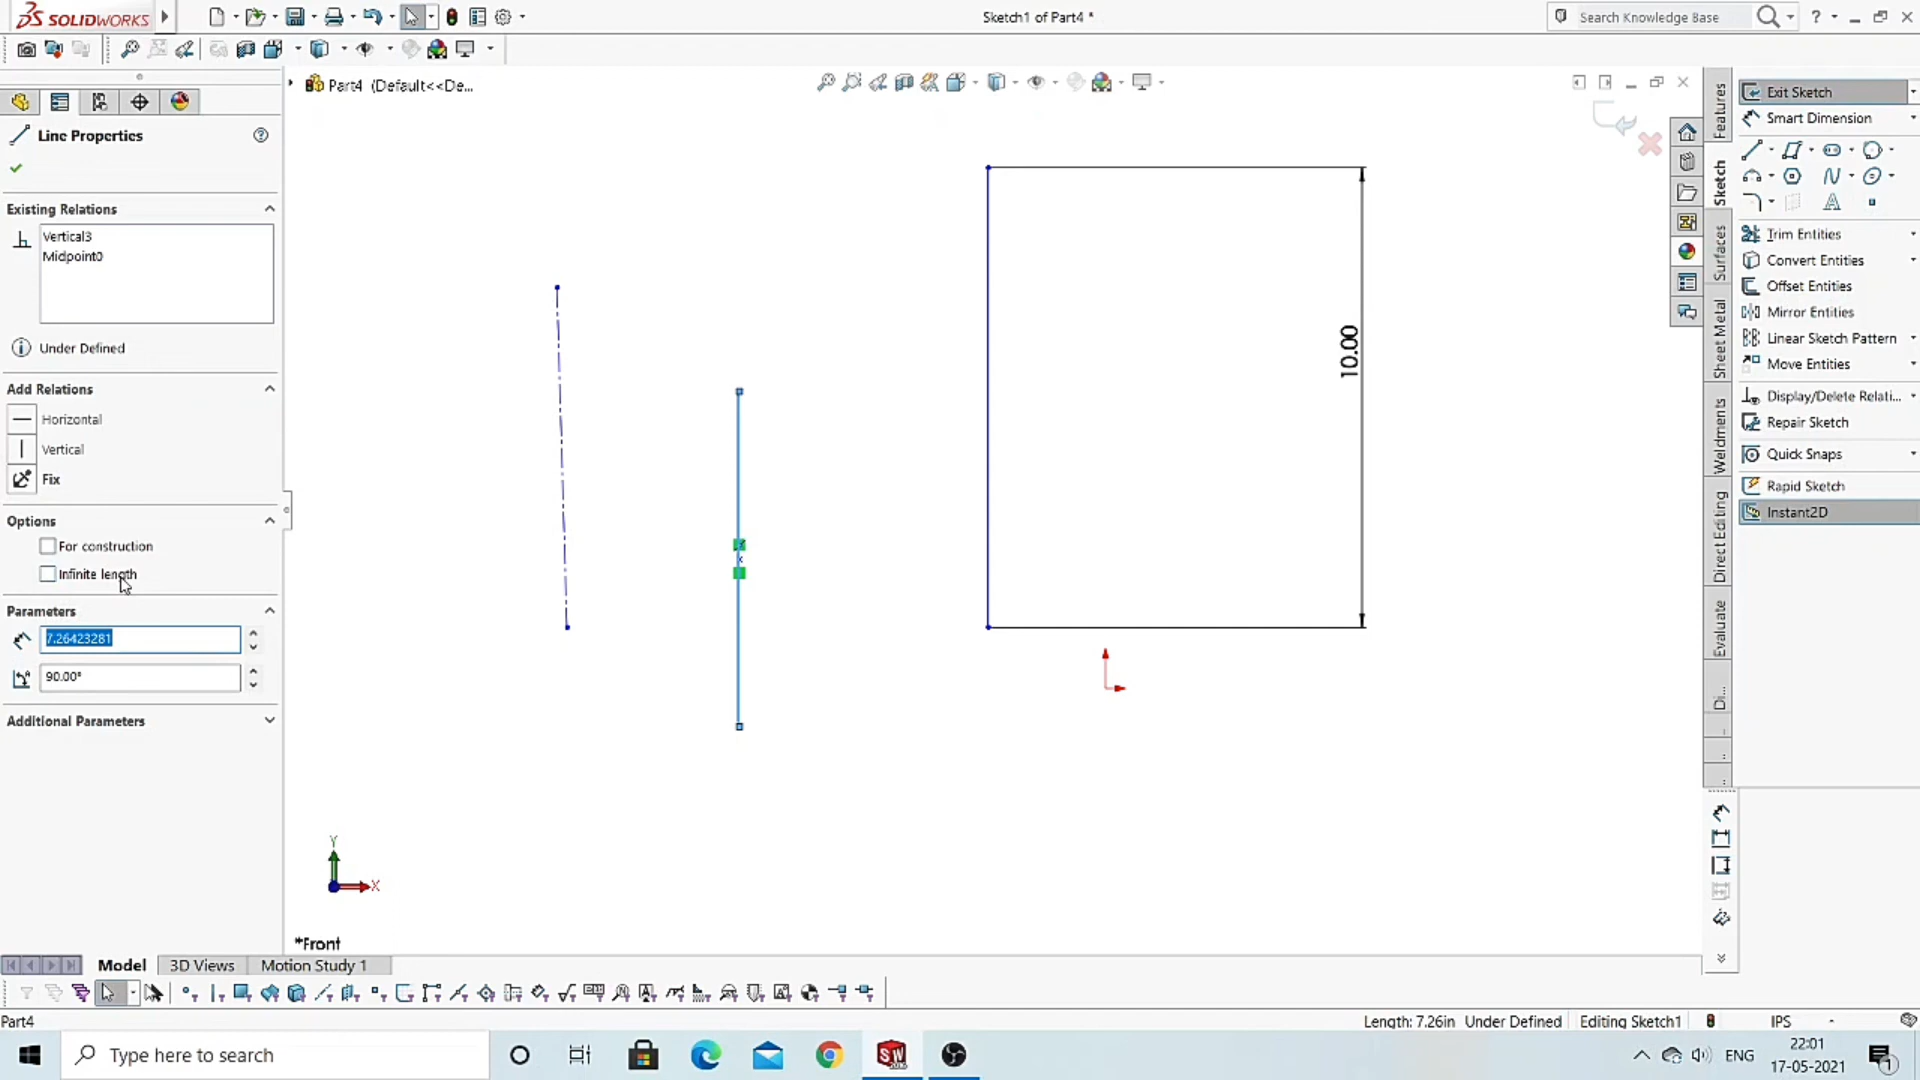 SOLIDWORKS
Sketch1 of Part4 *
Search Knowledge Base
?
Part4 (Default<<De...
Line Properties
Existing Relations
Vertical3
Midpoint0
Under Defined
Add Relations
Horizontal
Vertical
Fix
Options
For construction
Infinite length
Parameters
7.26423281
90.00°
Additional Parameters
10.00
Y
X
*Front
Features
Sketch
Surfaces
Sheet Metal
Weldments
Direct Editing
Evaluate
Di...
...
...
...
Exit Sketch
Smart Dimension
Trim Entities
Convert Entities
Offset Entities
Mirror Entities
Linear Sketch Pattern
Move Entities
Display/Delete Relati...
Repair Sketch
Quick Snaps
Rapid Sketch
Instant2D
Model
3D Views
Motion Study 1
Part4
Length: 7.26in
Under Defined
Editing Sketch1
IPS
-
Type here to search
SW
ENG
22:01
17-05-2021
1